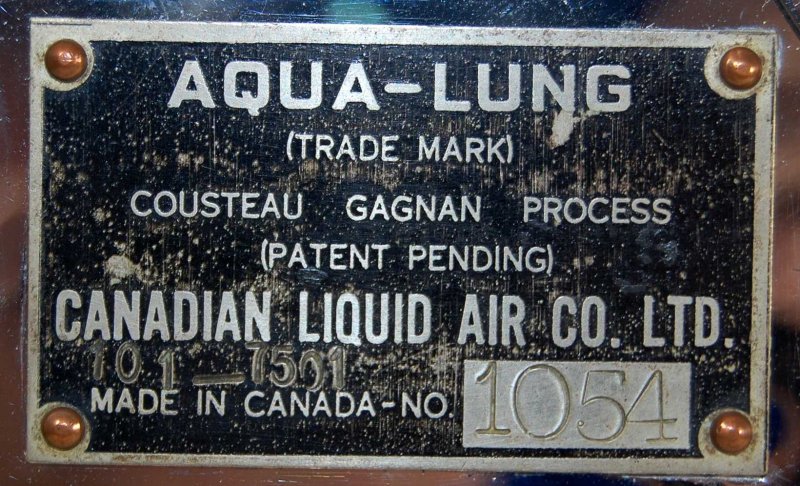 AQUA-LUNG
(TRADE MARK)
COUSTEAU GAGNAN PROCESS
(PATENT PENDING)
CANADIAN LIQUID AIR CO. LTD.
101-7501
MADE IN CANADA-NO. 1054